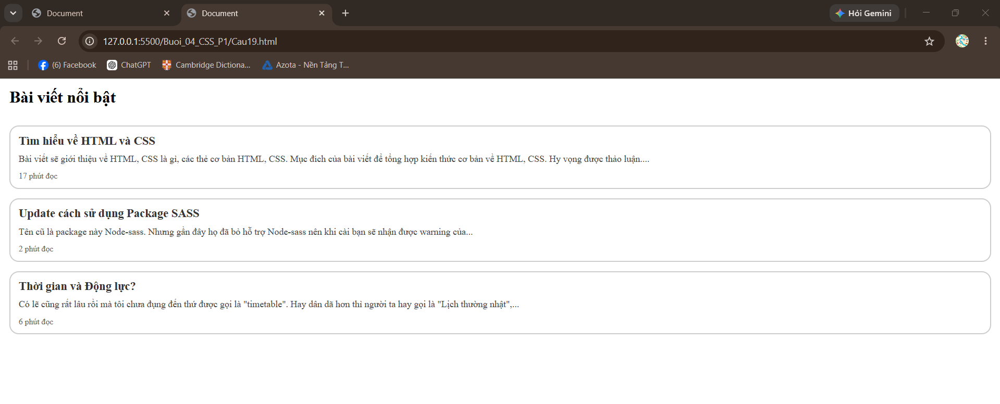 Document
Document
Hỏi Gemini
127.0.0.1:5500/Buoi_04_CSS_P1/Cau19.html
(6) Facebook
ChatGPT
Cambridge Dictiona...
Azota - Nền Tảng T...
Bài viết nổi bật
Tìm hiểu về HTML và CSS
Bài viết sẽ giới thiệu về HTML, CSS là gì, các thẻ cơ bản HTML, CSS. Mục đích của bài viết để tổng hợp kiến thức cơ bản về HTML, CSS. Hy vọng được thảo luận....
17 phút đọc
Update cách sử dụng Package SASS
Tên cũ là package này Node-sass. Nhưng gần đây họ đã bỏ hỗ trợ Node-sass nên khi cài bạn sẽ nhận được warning của...
2 phút đọc
Thời gian và Động lực?
Có lẽ cũng rất lâu rồi mà tôi chưa đụng đến thứ được gọi là "timetable". Hay dân dã hơn thì người ta hay gọi là "Lịch thường nhật",...
6 phút đọc